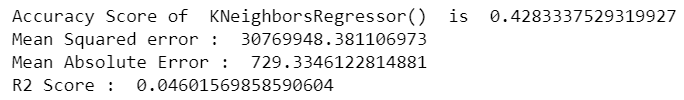 Accuracy Score of  KNeighborsRegressor()  is  0.4283337529319927
Mean Squared error :  30769948.381106973
Mean Absolute Error :  729.3346122814881
R2 Score :  0.04601569858590604